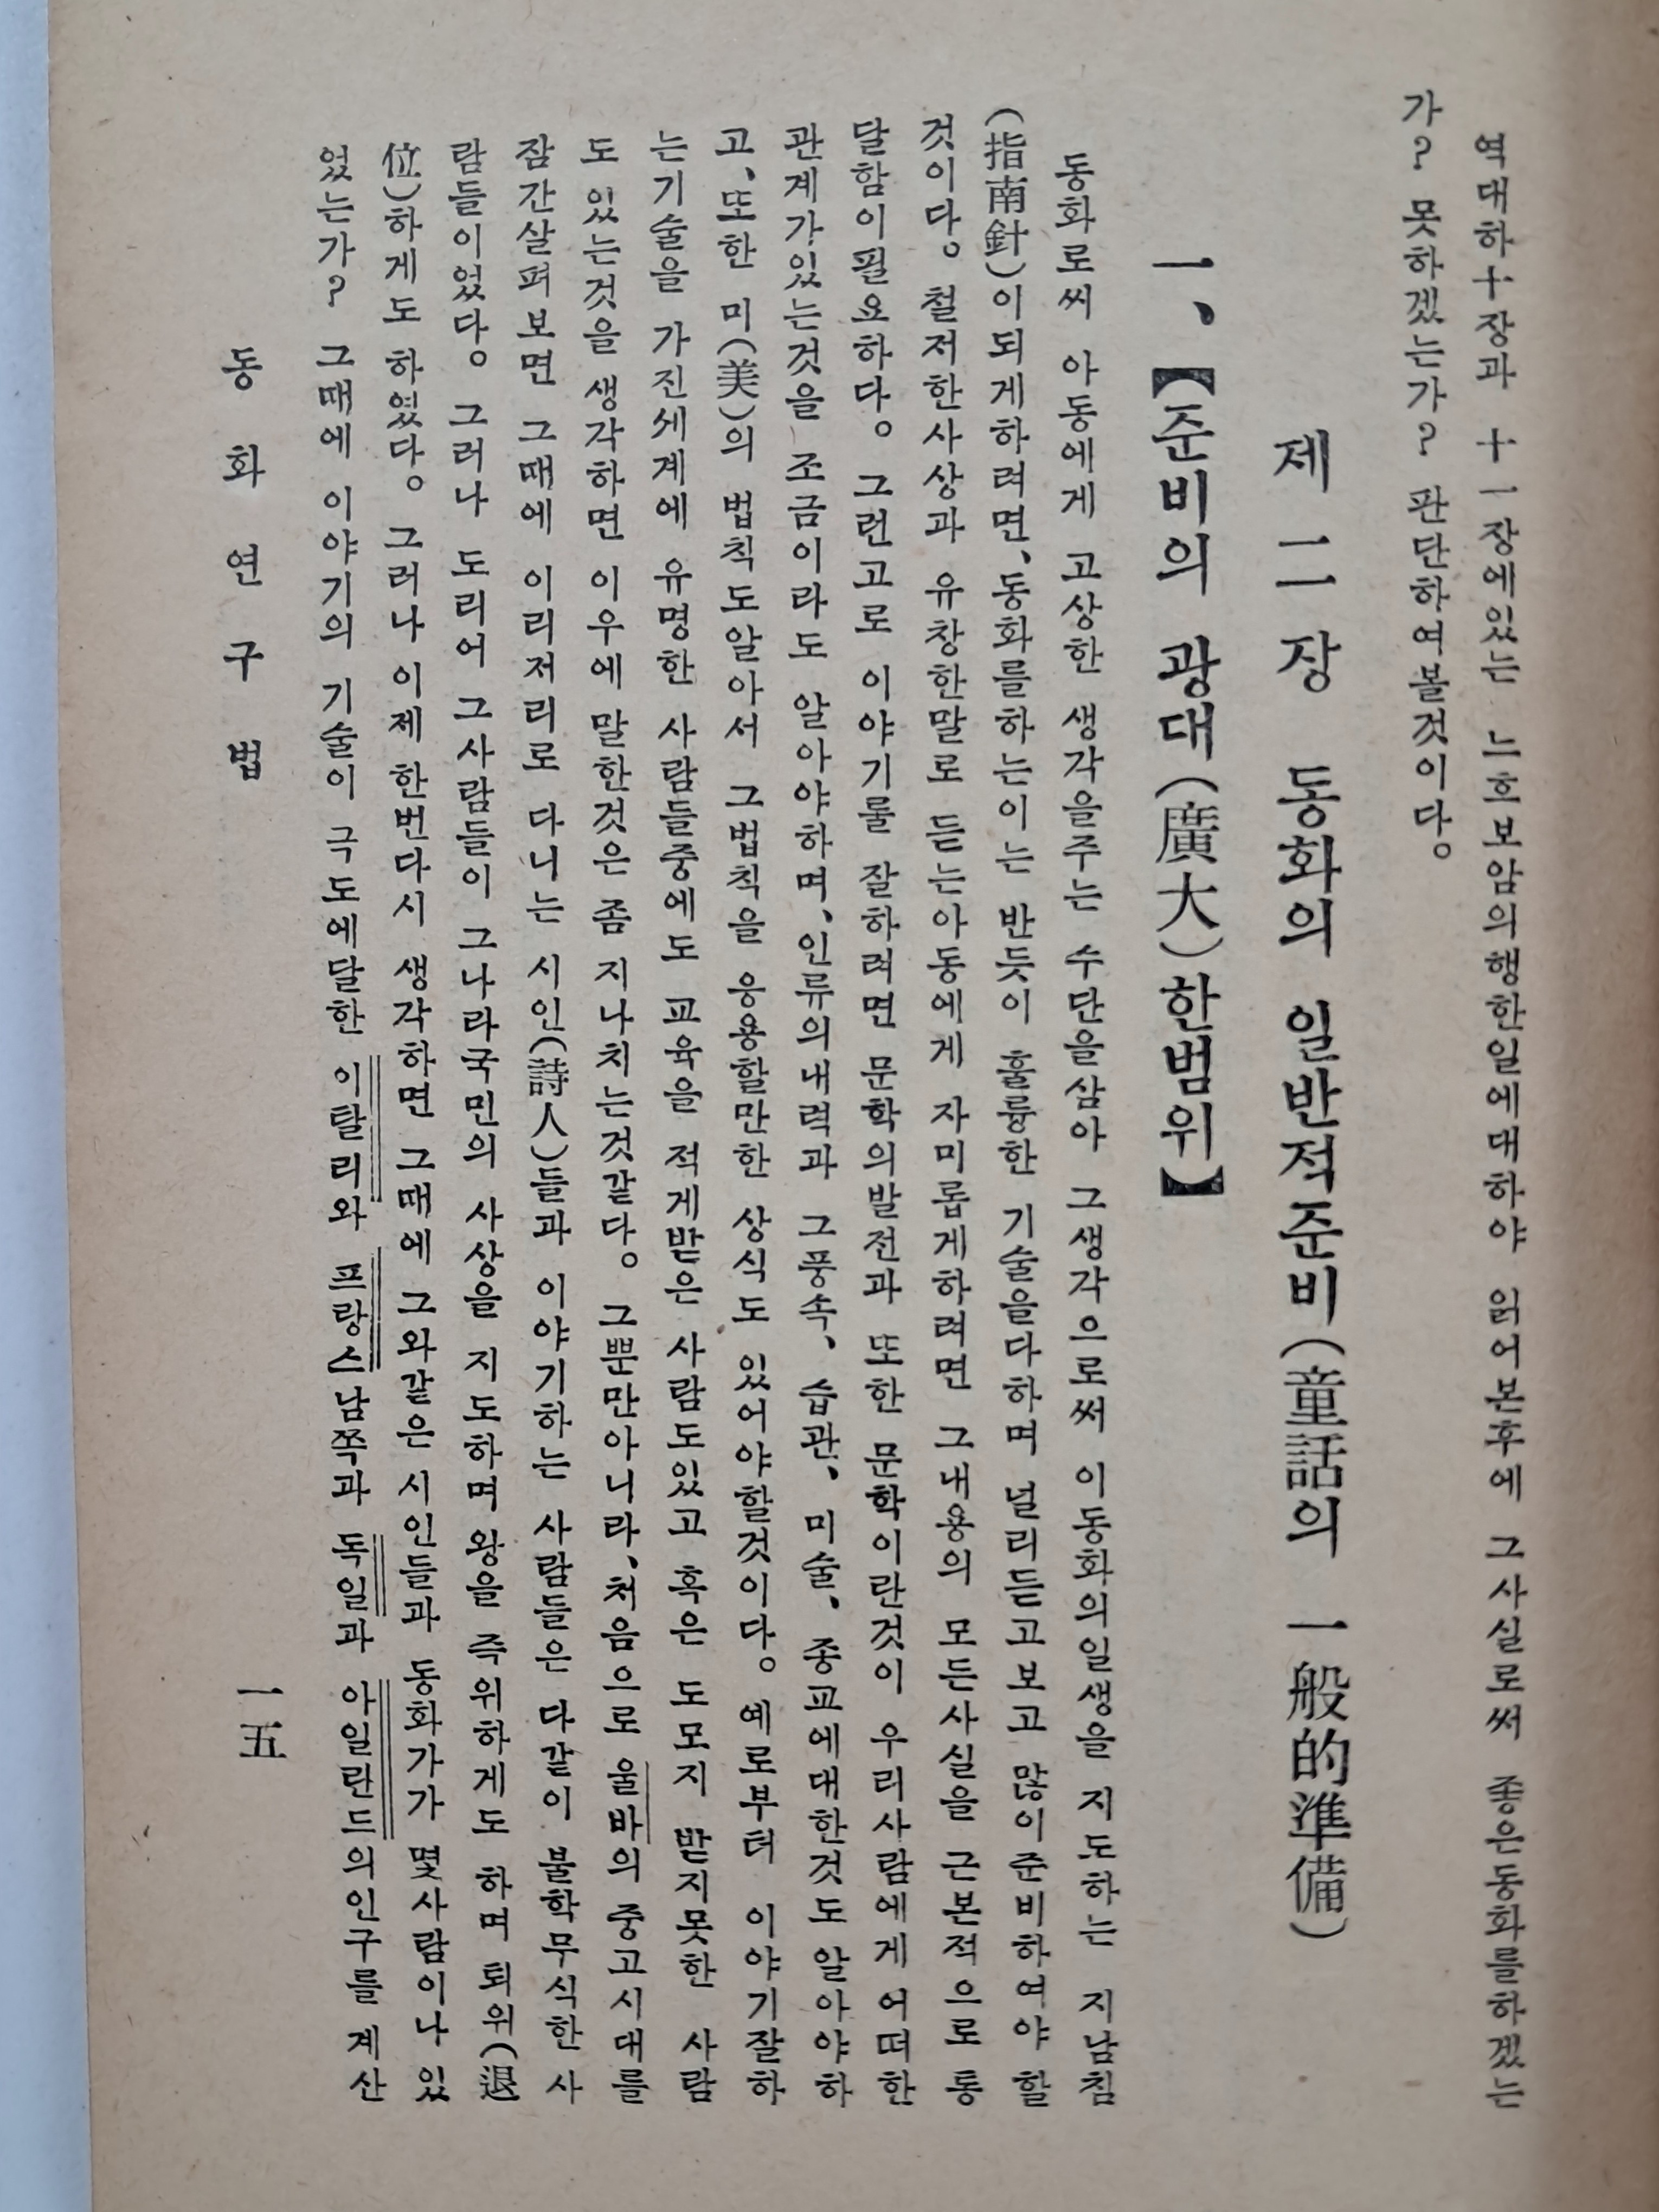 역대하十장과 十一장에있는 느호보암의행한일에대하야 읽어본후에 그사실로써 좋은동화를하겠는
가? 못하겠는가? 판단하여볼것이다。
제二장 동화의 일반적준비(童話의 一般的準備)
一、【준비의 광대(廣大)한범위】
동화로써 아동에게 고상한 생각을주는 수단을삼아 그생각으로써 이동화의일생을 지도하는 지남침
(指南針)이되게하려면、동화를하는이는 반듯이 훌륭한 기술을다하며 널리듣고보고 많이준비하여야 할
것이다。철저한사상과 유창한말로 듣는아동에게 자미롭게하려면 그내용의 모든사실을 근본적으로 통
달함이필요하다。그런고로 이야기룰 잘하려면 문학의발전과 또한 문학이란것이 우리사람에게 어떠한
관계가있는것을 조금이라도 알아야하며、인류의내력과 그풍속、습관、미술、종교에대한것도 알아야하
고、또한 미(美)의 법칙도알아서 그법칙을 응용할만한 상식도 있어야할것이다。예로부터 이야기잘하
는기술을 가진세계에 유명한 사람들중에도 교육을 적게받은 사람도있고 혹은 도모지 받지못한 사람
도 있는것을 생각하면 이우에 말한것은 좀 지나치는것같다。그뿐만아니라、처음으로 울바의 중고시대를
잠간살펴보면 그때에 이리저리로 다니는 시인(詩人)들과 이야기하는 사람들은 다같이 불학무식한 사
람들이었다。그러나 도리어 그사람들이 그나라국민의 사상을 지도하며 왕을 즉위하게도 하며 퇴위(退
位)하게도 하였다。그러나 이제 한번다시 생각하면 그때에 그와같은 시인들과 동화가가 몇사람이나 있
었는가? 그때에 이야기의 기술이 극도에달한 이탈리와 프랑스남쪽과 독일과 아일란드의인구를 계산
동화연구법
一五